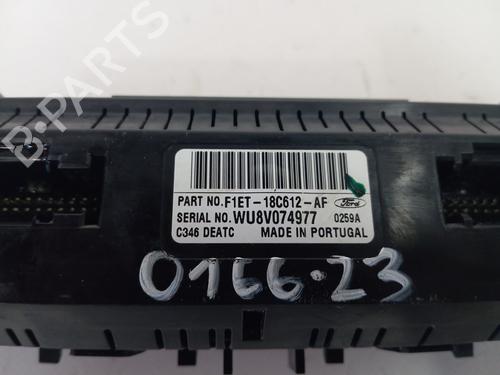 PART NO. F1ET-18C612-AF Ford
SERIAL NO. WU8V074977 0259A
C346 DEATC MADE IN PORTUGAL
0166-23
B-PARTS